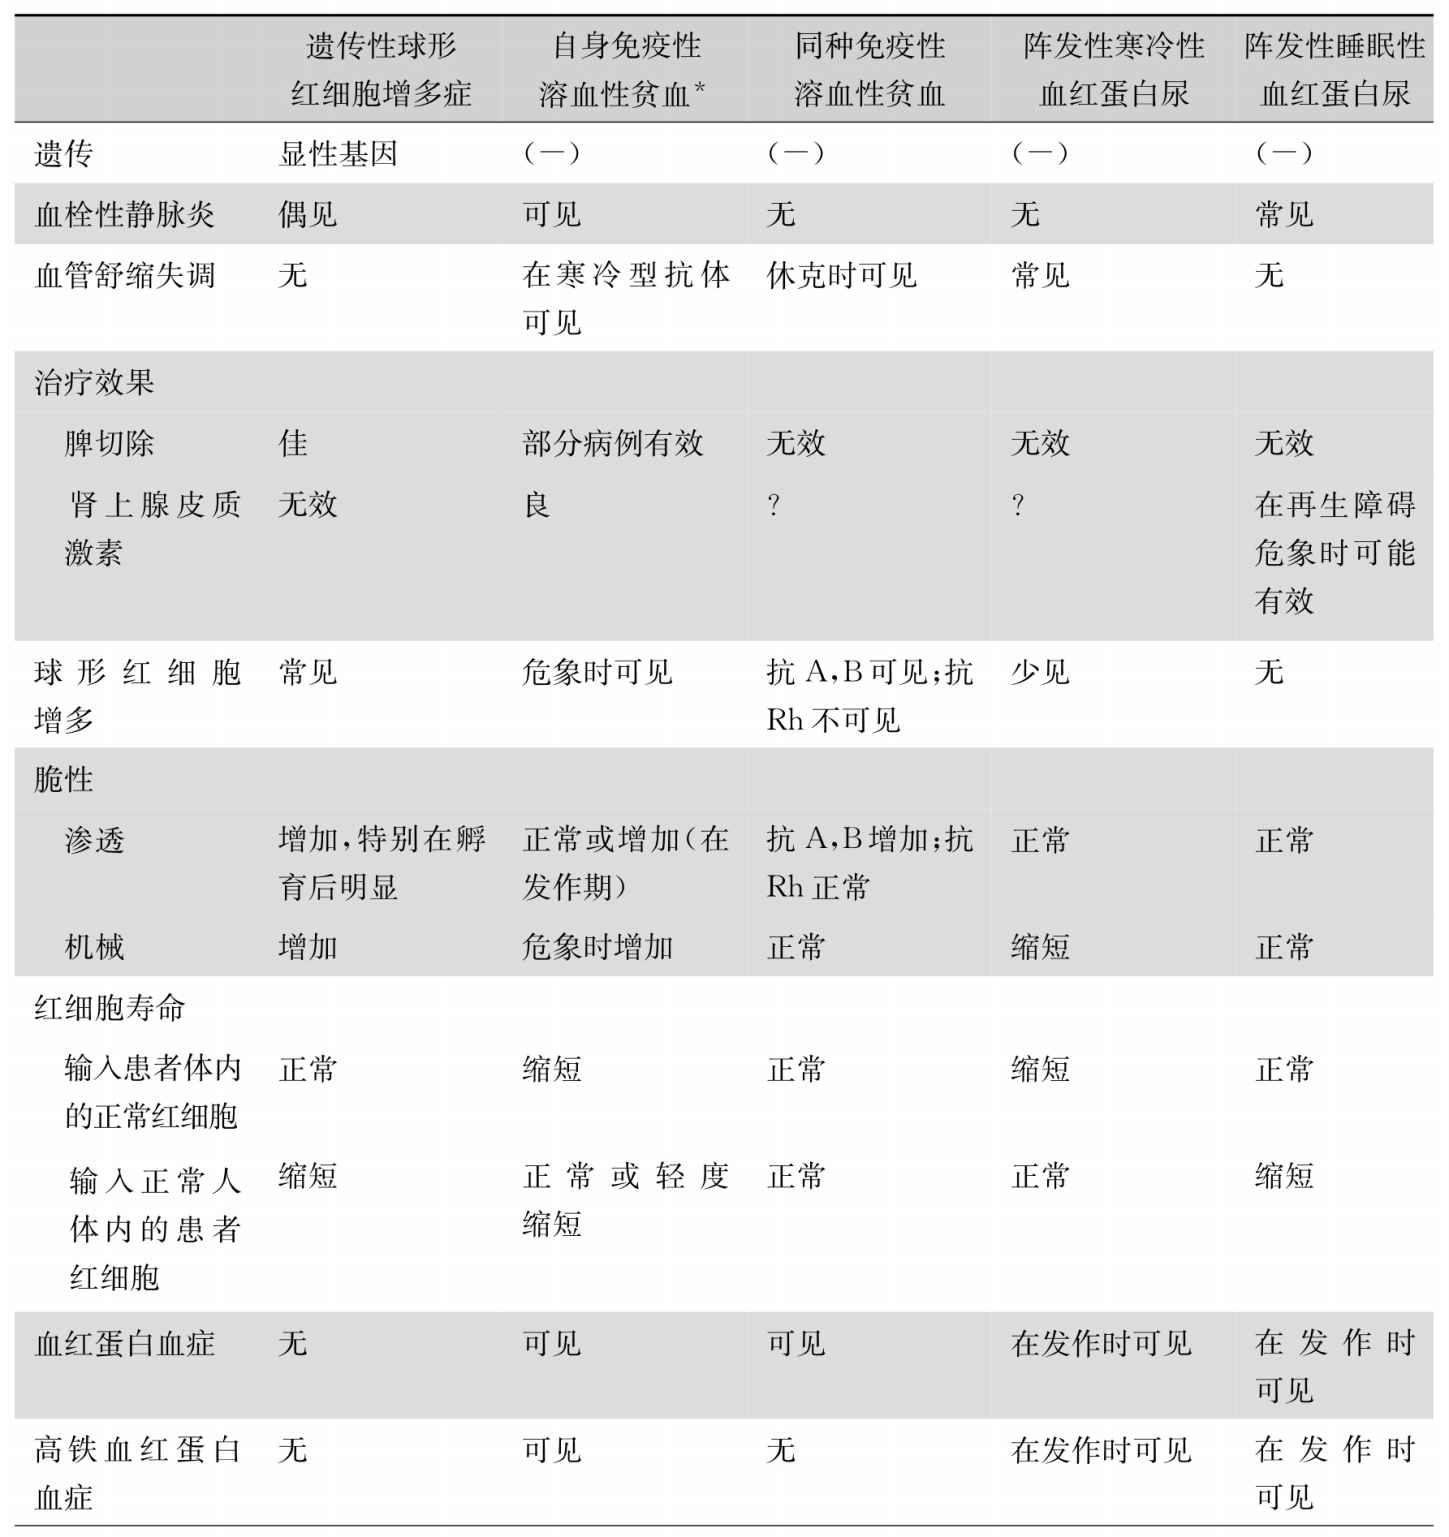 遗传性球形 自身免疫性 同种免疫性 阵发性寒冷性 阵发性睡眠性
红细胞增多症 溶血性贫血* 溶血性贫血 血红蛋白尿 血红蛋白尿
遗传 显性基因 (—) (—) (—) (—)
血栓性静脉炎 偶见 可见 无 无 常见
血管舒缩失调 无 在寒冷型抗体 休克时可见 常见 无
可见
治疗效果
脾切除 佳 部分病例有效 无效 无效 无效
肾上腺皮质 无效 良 ? ? 在再生障碍
激素 危象时可能
有效
球形红细胞 常见 危象时可见 抗 A,B可见;抗 少见 无
增多 Rh不可见
脆性
渗透 增加,特别在孵 正常或增加(在 抗 A,B增加;抗 正常 正常
育后明显 发作期) Rh正常
机械 增加 危象时增加 正常 缩短 正常
红细胞寿命
输入患者体内 正常 缩短 正常 缩短 正常
的正常红细胞
输入正常人 缩短 正常或轻度 正常 正常 缩短
体内的患者 缩短
红细胞
血红蛋白血症 无 可见 可见 在发作时可见 在发作时
可见
高铁血红蛋白 无 可见 无 在发作时可见 在发作时
血症 可见